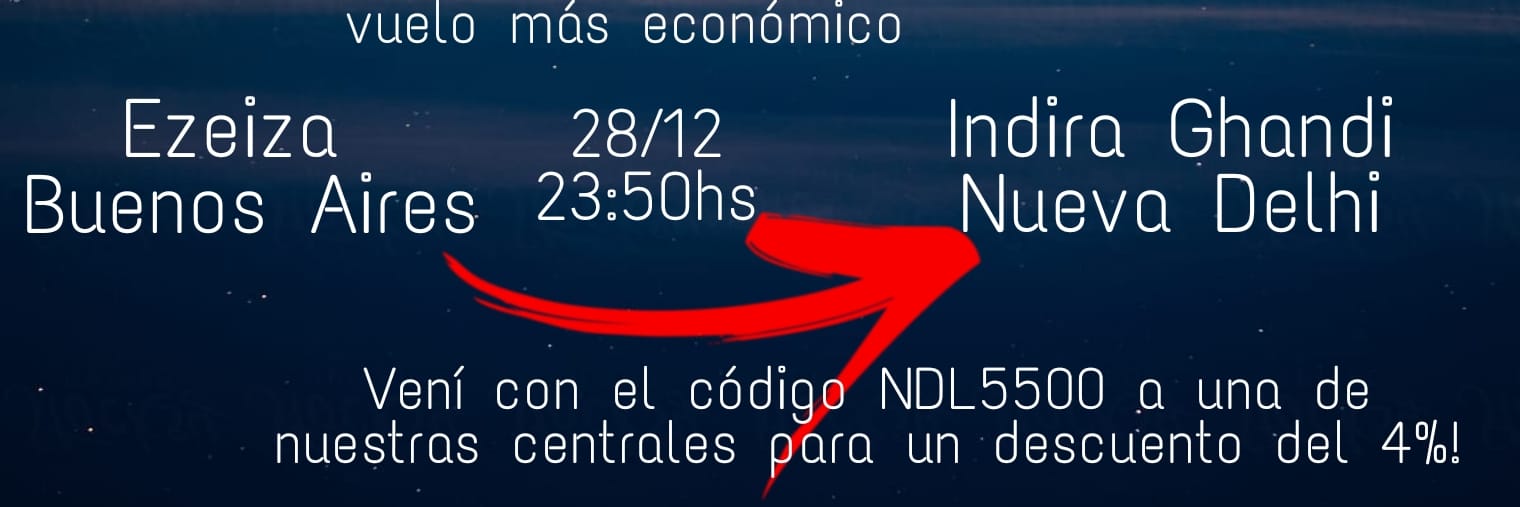 vuelo más económico
Ezeiza
Buenos Aires
28/12
23:50hs
Indira Ghandi
Nueva Delhi
Vení con el código NDL5500 a una de
nuestras centrales para un descuento del 4%!